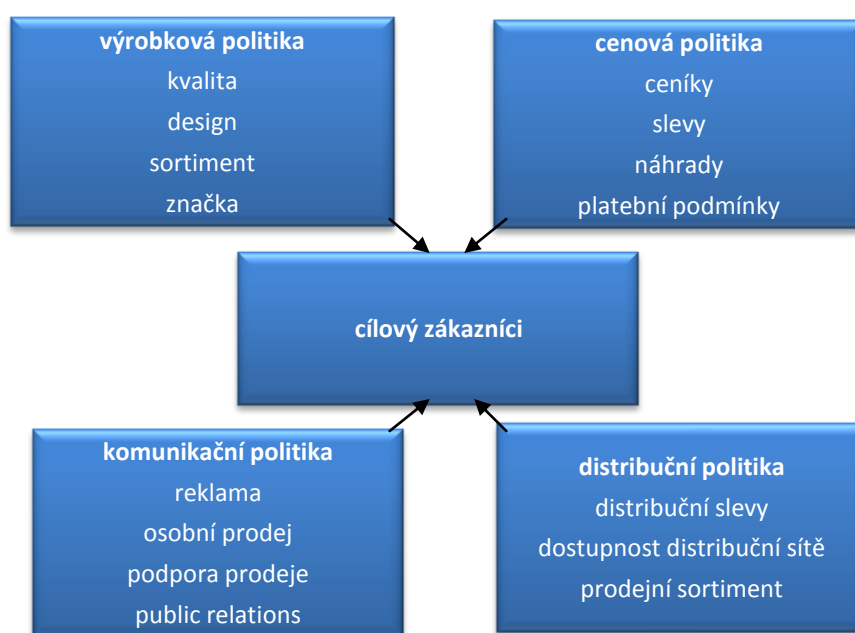 výrobková politika
kvalita
design
sortiment
značka
cenová politika
ceníky
slevy
náhrady
platební podmínky
cílový zákazníci
komunikační politika
reklama
osobní prodej
podpora prodeje
public relations
distribuční politika
distribuční slevy
dostupnost distribuční sítě
prodejní sortiment